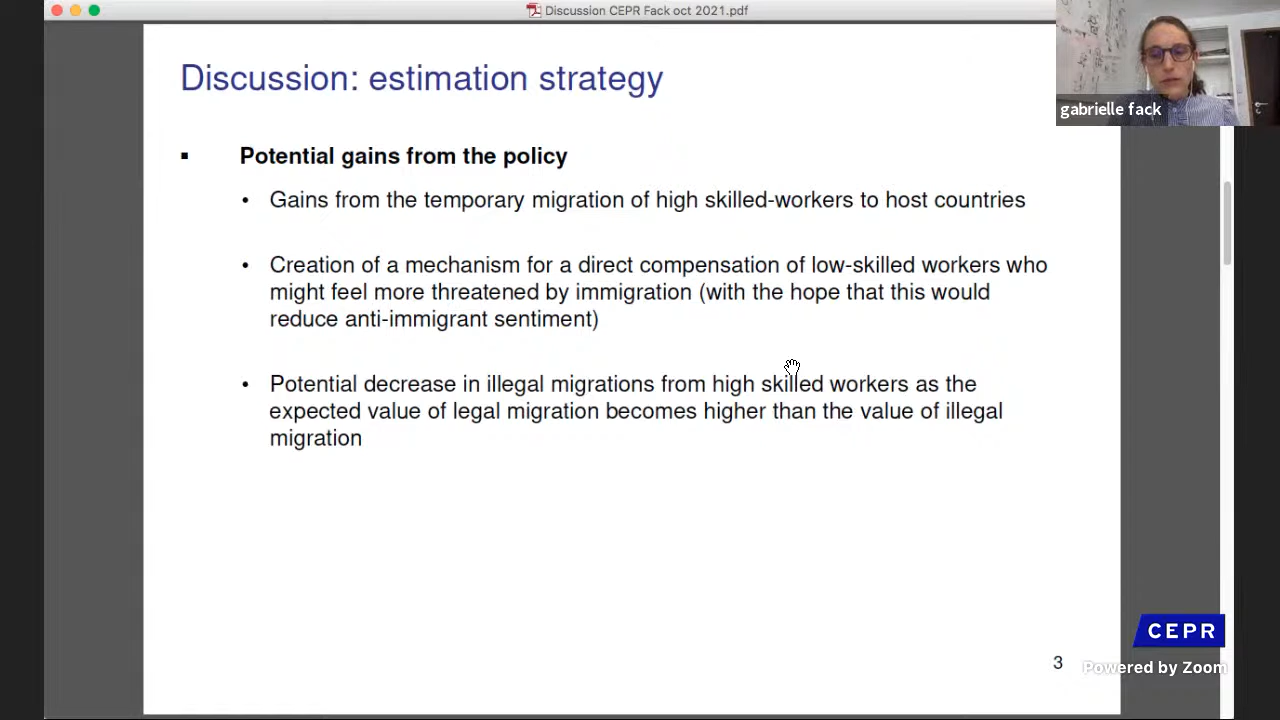 Discussion CEPR Fack oct 2021.pdf
Discussion: estimation strategy
gabrielle fack
▪ Potential gains from the policy
• Gains from the temporary migration of high skilled-workers to host countries
• Creation of a mechanism for a direct compensation of low-skilled workers who
might feel more threatened by immigration (with the hope that this would
reduce anti-immigrant sentiment)
• Potential decrease in illegal migrations from high skilled workers as the
expected value of legal migration becomes higher than the value of illegal
migration
CEPR
3
Powered by Zoom